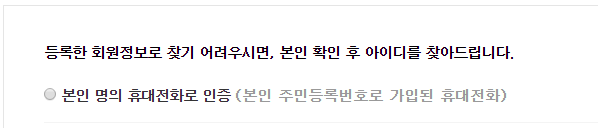 등록한 회원정보로 찾기 어려우시면, 본인 확인 후 아이디를 찾아드립니다.
본인 명의 휴대전화로 인증 (본인 주민등록번호로 가입된 휴대전화)